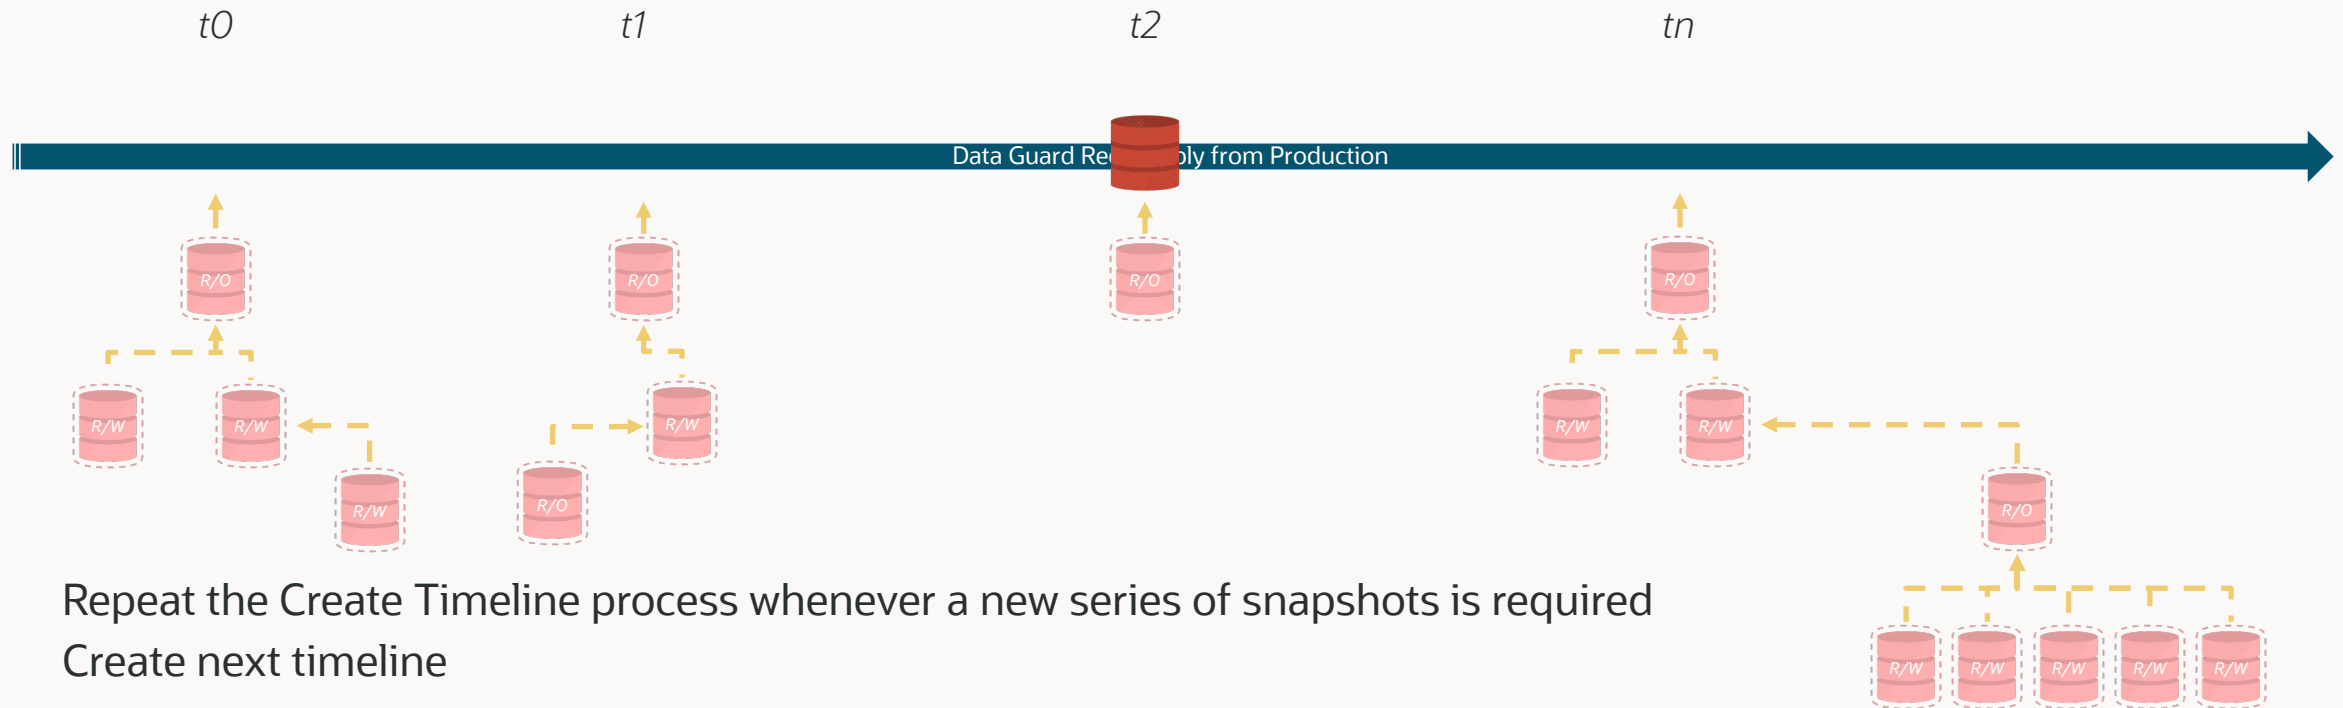 t0 t1 t2 tn
Data Guard Re ply from Production
R/O R/O R/O R/O
R/W R/W R/W R/W R/W
R/W R/O R/O
Repeat the Create Timeline process whenever a new series of snapshots is required
Create next timeline
R/W R/W R/W R/W R/W